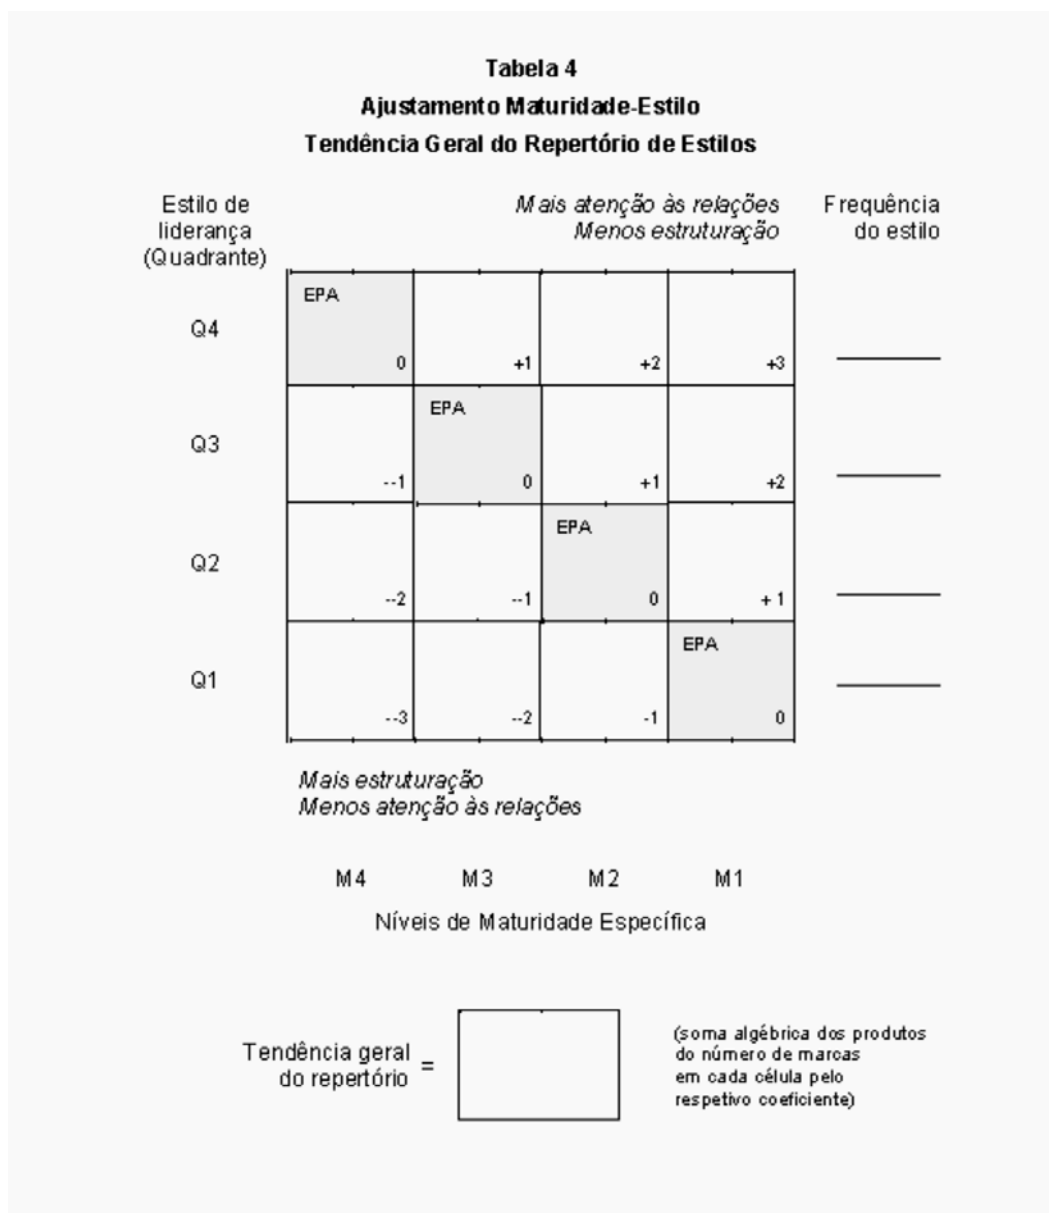 Tabela 4
Ajustamento Maturidade-Estilo
Tendência Geral do Repertório de Estilos
Estilo de
liderança
(Quadrante)
Mais atenção às relações
Menos estruturação
Frequência
do estilo
Q4
EPA
0
+1
+2
+3
Q3
--1
EPA
0
+1
+2
Q2
--2
--1
EPA
0
+ 1
Q1
--3
--2
-1
EPA
0
Mais estruturação
Menos atenção às relações
M4 M3 M2 M1
Níveis de Maturidade Específica
Tendência geral
do repertório =
(soma algébrica dos produtos
do número de marcas
em cada célula pelo
respetivo coeficiente)